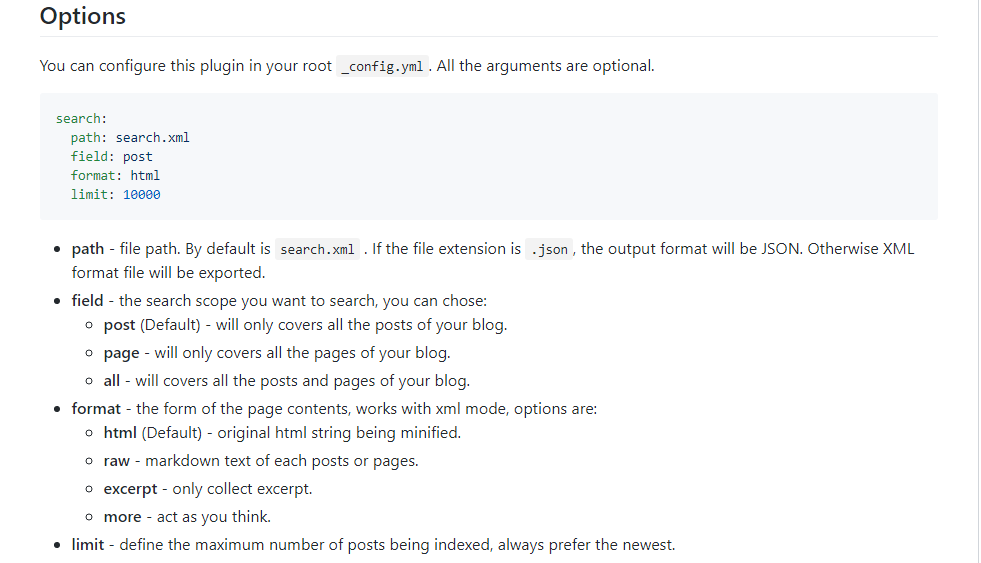 Options
You can configure this plugin in your root _config.yml . All the arguments are optional.
search:
  path: search.xml
  field: post
  format: html
  limit: 10000
path - file path. By default is search.xml . If the file extension is .json , the output format will be JSON. Otherwise XML
format file will be exported.
field - the search scope you want to search, you can chose:
post (Default) - will only covers all the posts of your blog.
page - will only covers all the pages of your blog.
all - will covers all the posts and pages of your blog.
format - the form of the page contents, works with xml mode, options are:
html (Default) - original html string being minified.
raw - markdown text of each posts or pages.
excerpt - only collect excerpt.
more - act as you think.
limit - define the maximum number of posts being indexed, always prefer the newest.